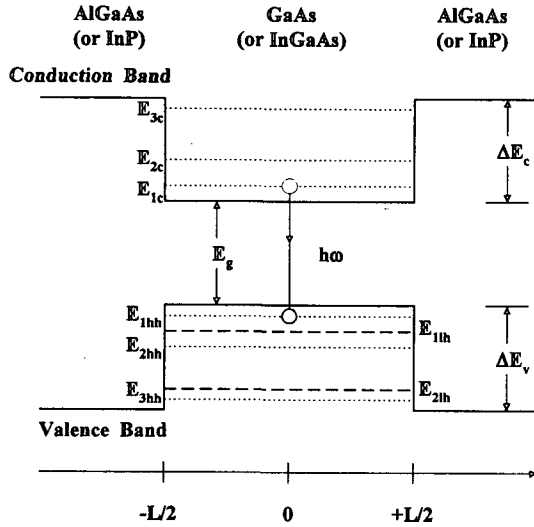 AlGaAs GaAs AlGaAs
(or InP) (or InGaAs) (or InP)
Conduction Band
E3c
E2c
ΔEc
E1c
Eg
hω
E1hh
E1lh
E2hh
ΔEv
E3hh
E2lh
Valence Band
-L/2 0 +L/2